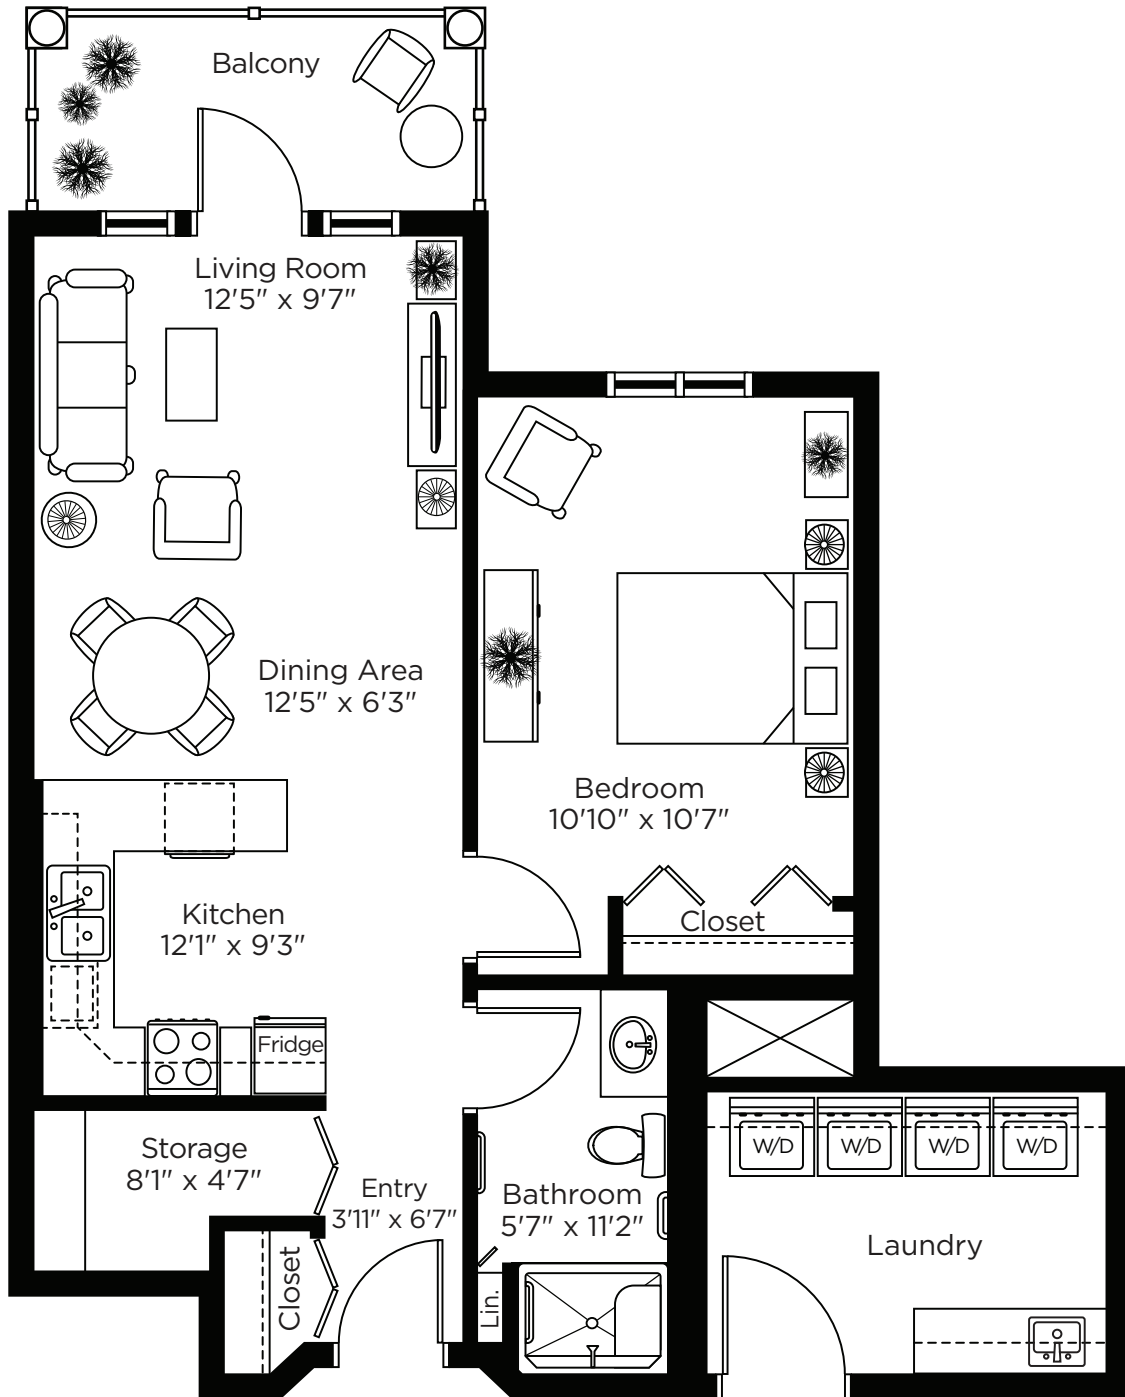 Balcony
Living Room
12'5" x 9'7"
Dining Area
12'5" x 6'3"
Bedroom
10'10" x 10'7"
Closet
Kitchen
12'1" x 9'3"
Fridge
Storage
8'1" x 4'7"
Entry
3'11" x 6'7"
Closet
Bathroom
5'7" x 11'2"
Lin.
W/D
W/D
W/D
W/D
Laundry